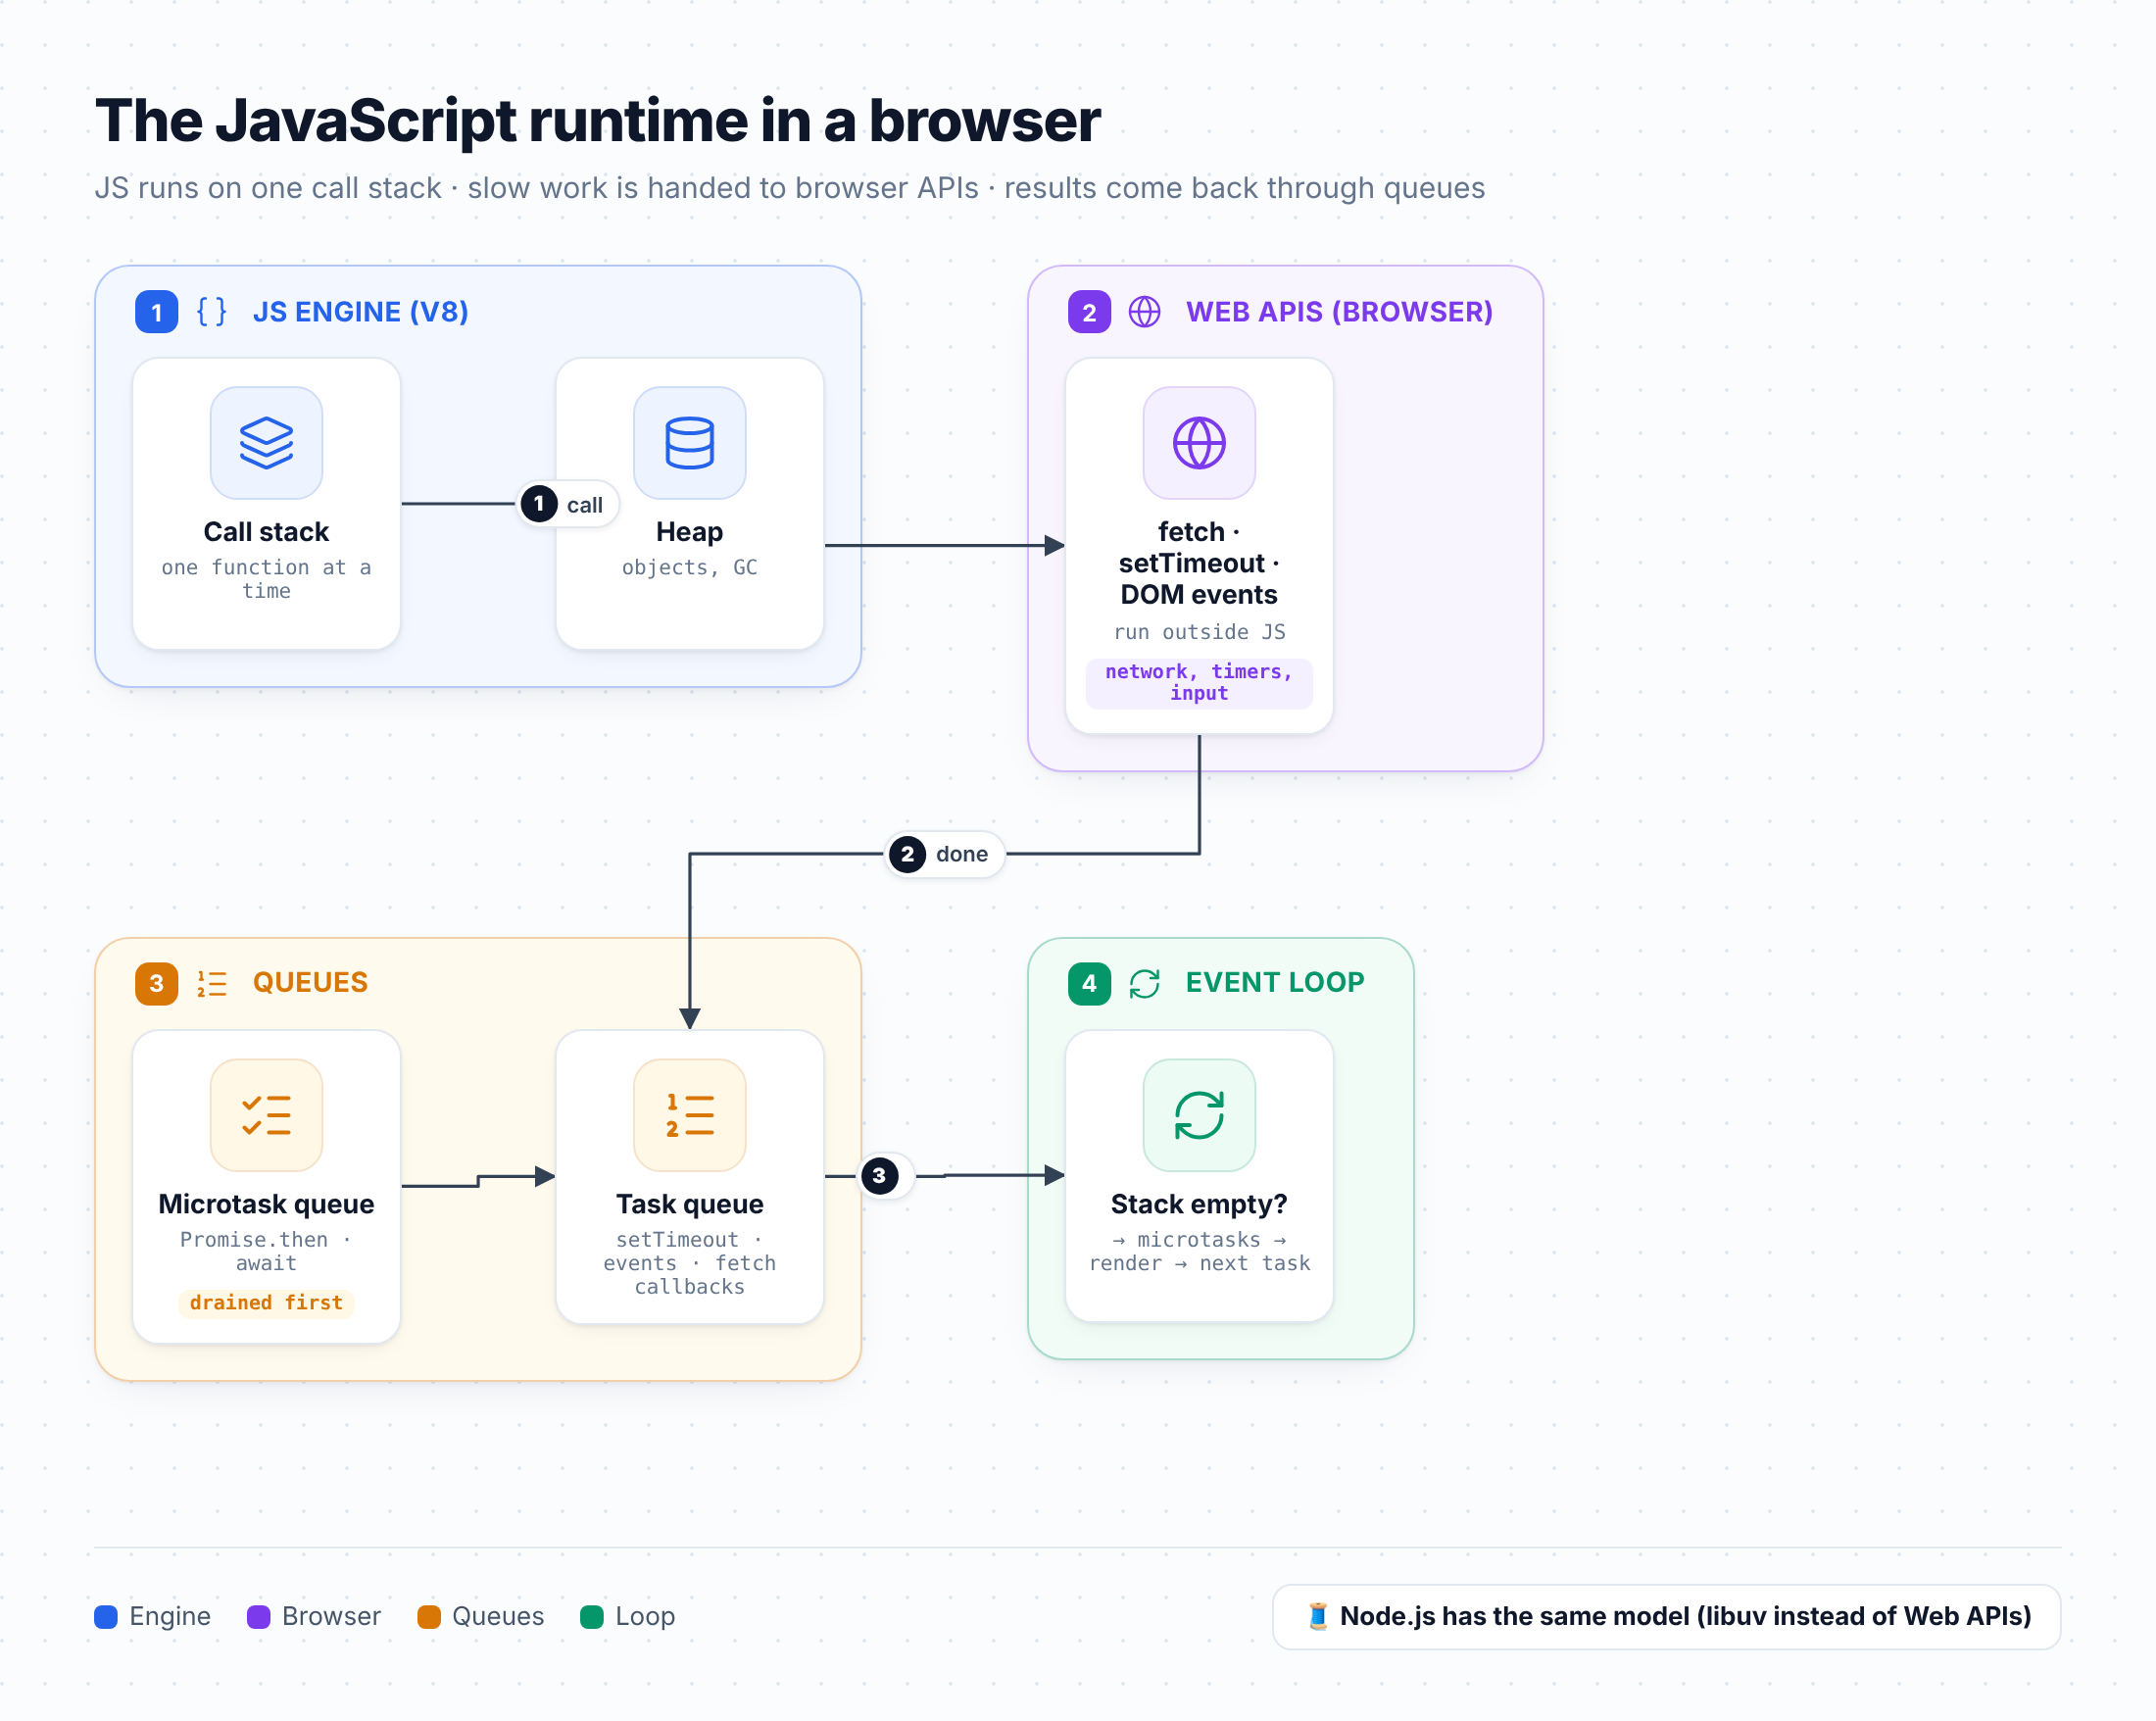 The JavaScript runtime in a browser
JS runs on one call stack · slow work is handed to browser APIs · results come back through queues
1 {} JS ENGINE (V8)
Call stack
one function at a
time
1 call
Heap
objects, GC
2 WEB APIS (BROWSER)
fetch ·
setTimeout ·
DOM events
run outside JS
network, timers,
input
2 done
3 QUEUES
Microtask queue
Promise.then ·
await
drained first
Task queue
setTimeout ·
events · fetch
callbacks
3
4 EVENT LOOP
Stack empty?
→ microtasks →
render → next task
Engine
Browser
Queues
Loop
🧵 Node.js has the same model (libuv instead of Web APIs)